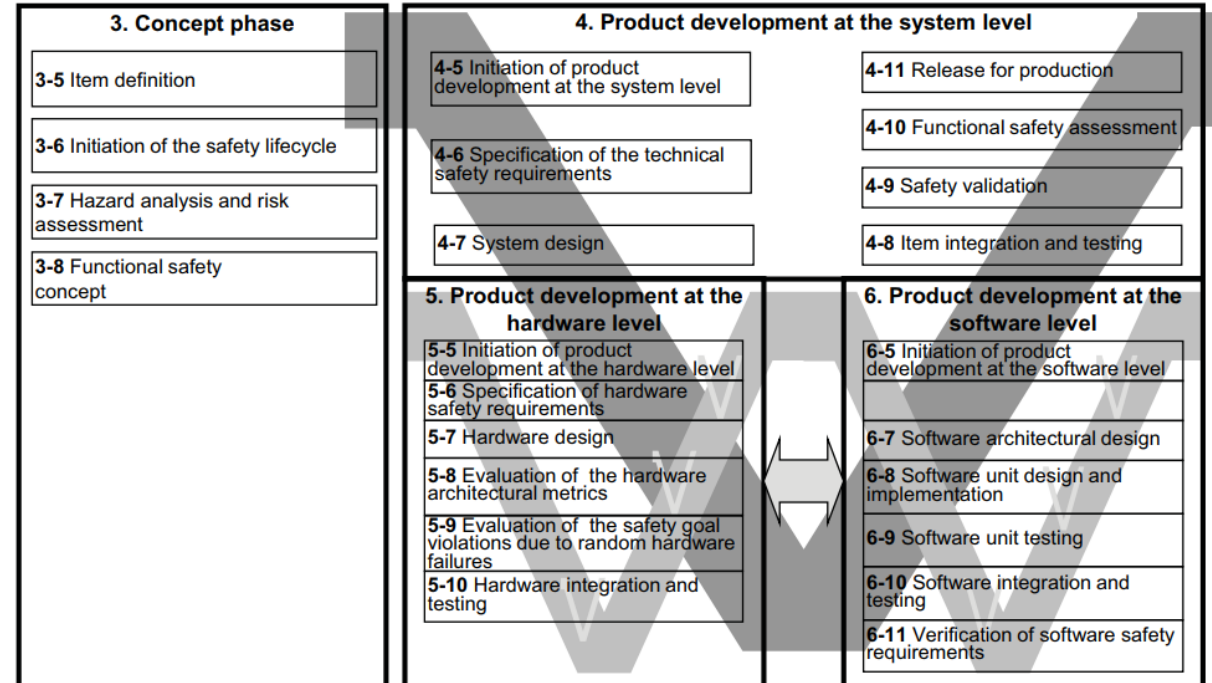 3. Concept phase
3-5 Item definition
3-6 Initiation of the safety lifecycle
3-7 Hazard analysis and risk
assessment
3-8 Functional safety
concept
4. Product development at the system level
4-5 Initiation of product
development at the system level
4-6 Specification of the technical
safety requirements
4-7 System design
4-11 Release for production
4-10 Functional safety assessment
4-9 Safety validation
4-8 Item integration and testing
5. Product development at the
hardware level
5-5 Initiation of product
development at the hardware level
5-6 Specification of hardware
safety requirements
5-7 Hardware design
5-8 Evaluation of the hardware
architectural metrics
5-9 Evaluation of the safety goal
violations due to random hardware
failures
5-10 Hardware integration and
testing
6. Product development at the
software level
6-5 Initiation of product
development at the software level
6-7 Software architectural design
6-8 Software unit design and
implementation
6-9 Software unit testing
6-10 Software integration and
testing
6-11 Verification of software safety
requirements